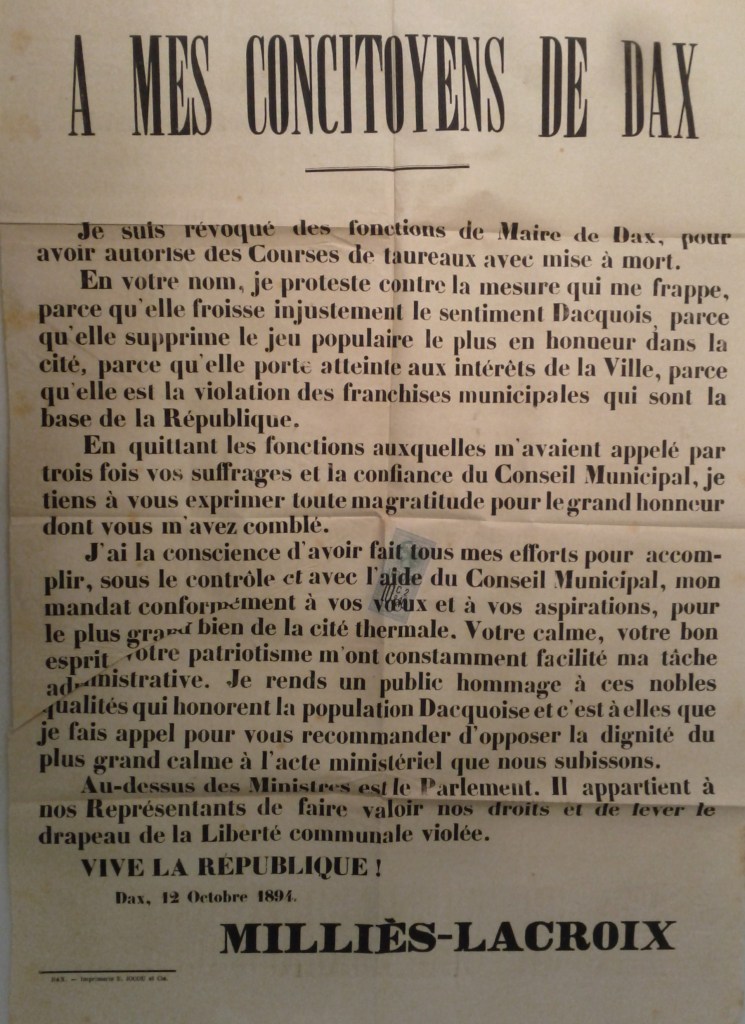 A MES CONCITOYENS DE DAX
Je suis révoqué des fonctions de Maire de Dax, pour
avoir autorise des Courses de taureaux avec mise à mort.
En votre nom, je proteste contre la mesure qui me frappe,
parce qu'elle froisse injustement le sentiment Dacquois, parce
qu'elle supprime le jeu populaire le plus en honneur dans la
cité, parce qu'elle porte atteinte aux intérêts de la Ville, parce
qu'elle est la violation des franchises municipales qui sont la
base de la République.
En quittant les fonctions auxquelles m'avaient appelé par
trois fois vos suffrages et la confiance du Conseil Municipal, je
tiens à vous exprimer toute ma gratitude pour le grand honneur
dont vous m'avez comblé.
J'ai la conscience d'avoir fait tous mes efforts pour accom-
plir, sous le contrôle et avec l'aide du Conseil Municipal, mon
mandat conformément à vos vœux et à vos aspirations, pour
le plus grand bien de la cité thermale. Votre calme, votre bon
esprit votre patriotisme m'ont constamment facilité ma tâche
administrative. Je rends un public hommage à ces nobles
qualités qui honorent la population Dacquoise et c'est à elles que
je fais appel pour vous recommander d'opposer la dignité du
plus grand calme à l'acte ministériel que nous subissons.
Au-dessus des Ministres est le Parlement. Il appartient à
nos Représentants de faire valoir nos droits et de lever le
drapeau de la Liberté communale violée.
VIVE LA RÉPUBLIQUE !
Dax, 12 Octobre 1894.
MILLIÈS-LACROIX
DAX. — Imprimerie et Cie.